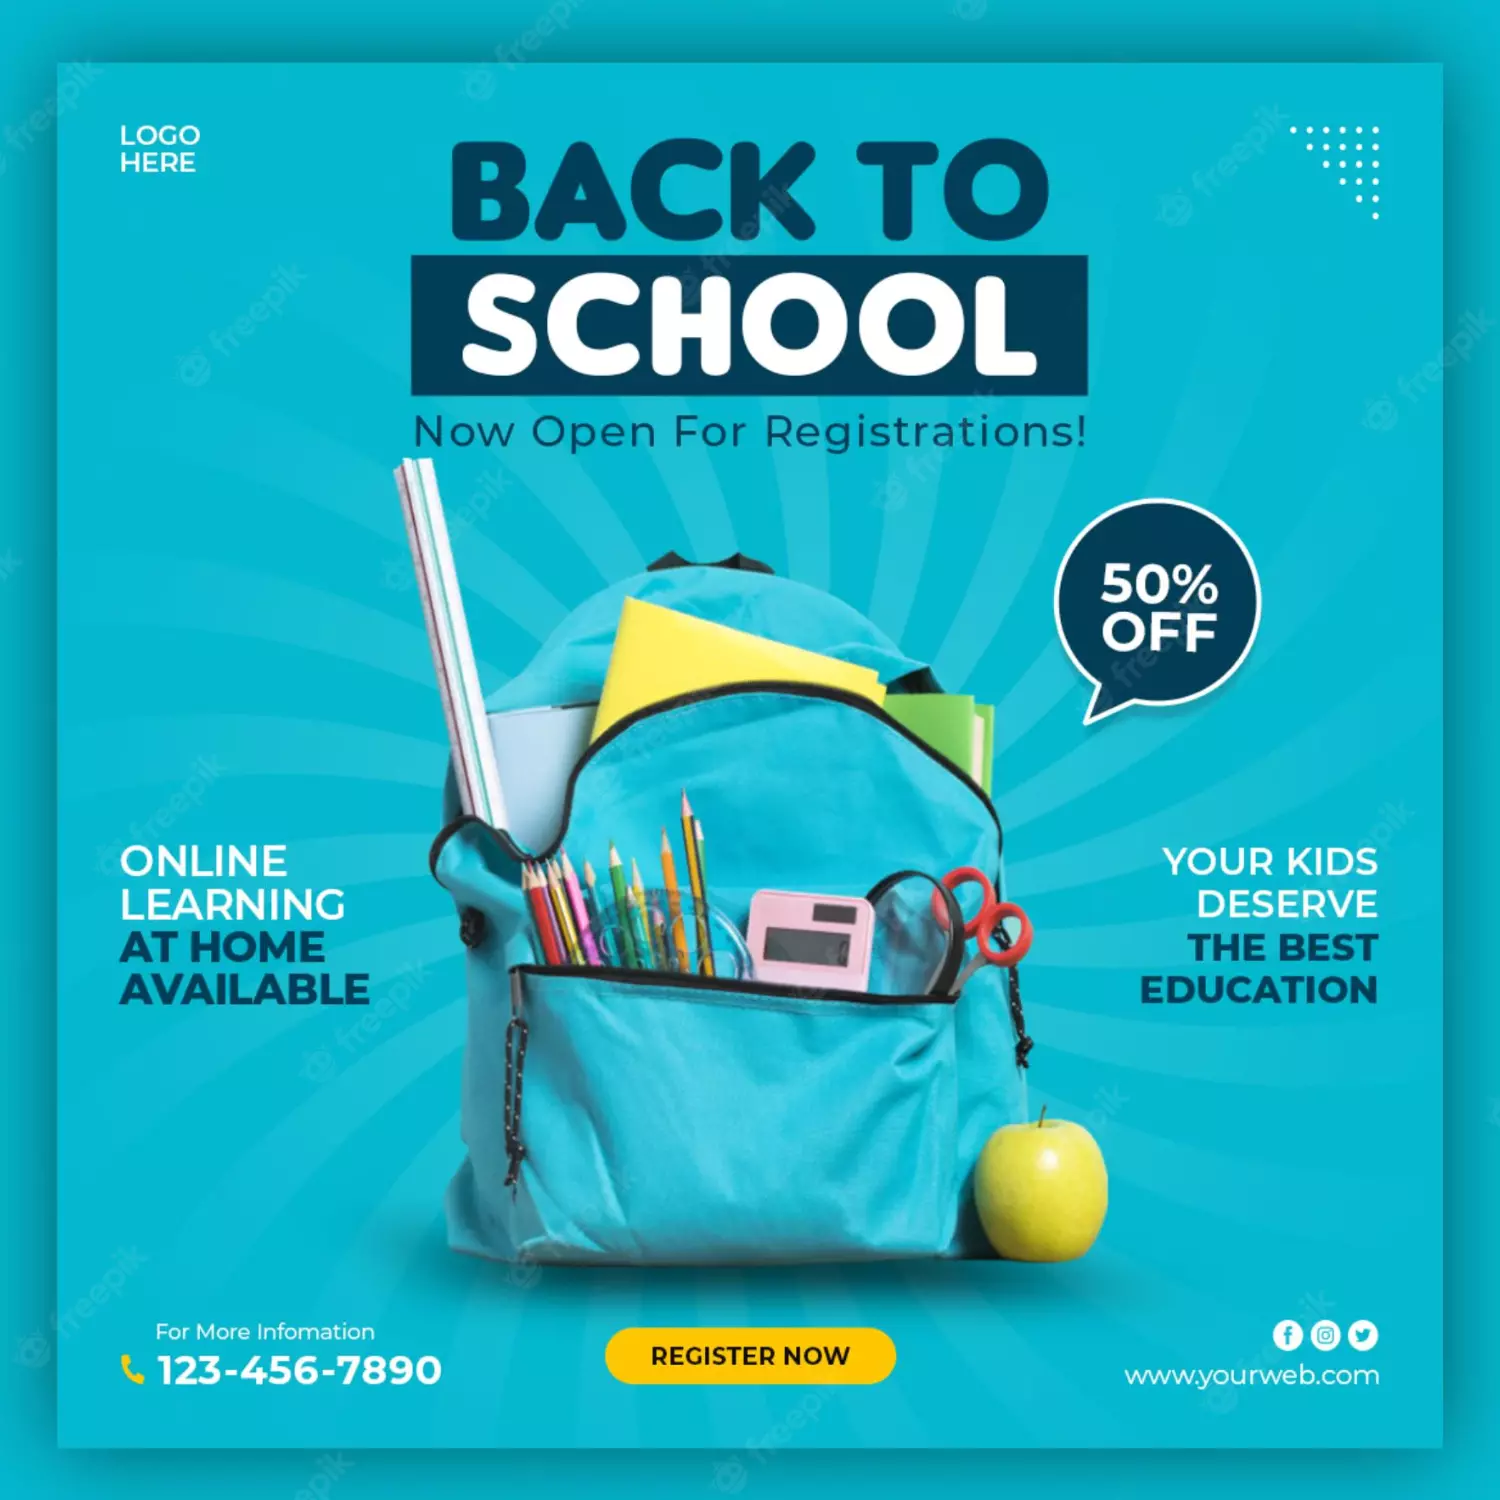 LOGO
HERE
BACK TO
SCHOOL
Now Open For Registrations!
50%
OFF
ONLINE
LEARNING
AT HOME
AVAILABLE
YOUR KIDS
DESERVE
THE BEST
EDUCATION
For More Infomation
123-456-7890
REGISTER NOW
www.yourweb.com
freepik